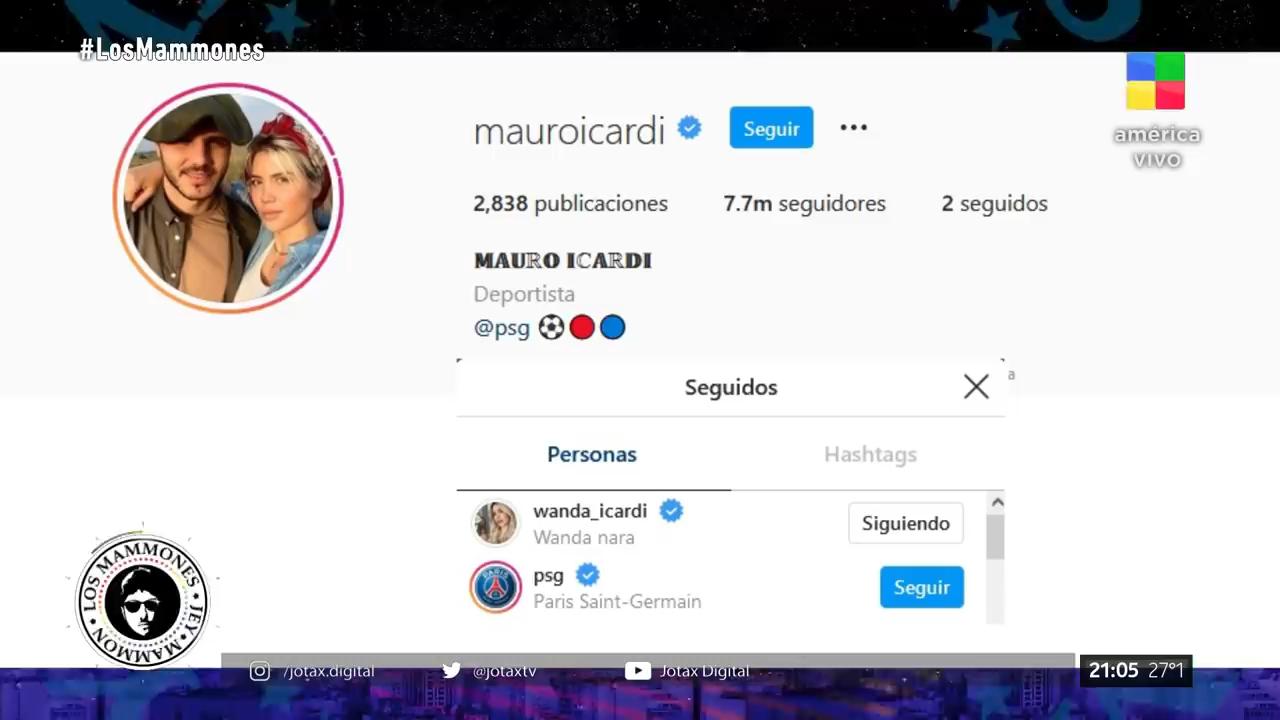 #LosMammones
américa
VIVO
mauroicardi
Seguir
2,838 publicaciones
7.7m seguidores
2 seguidos
MAURO ICARDI
Deportista
@psg
a
Seguidos
Personas
Hashtags
wanda_icardi
Wanda nara
Siguiendo
PARIS
psg
Paris Saint-Germain
Seguir
LOS MAMMONES • JEY MAMMON •
/jotax.digital
@jotaxtv
Jotax Digital
21:05 27°1